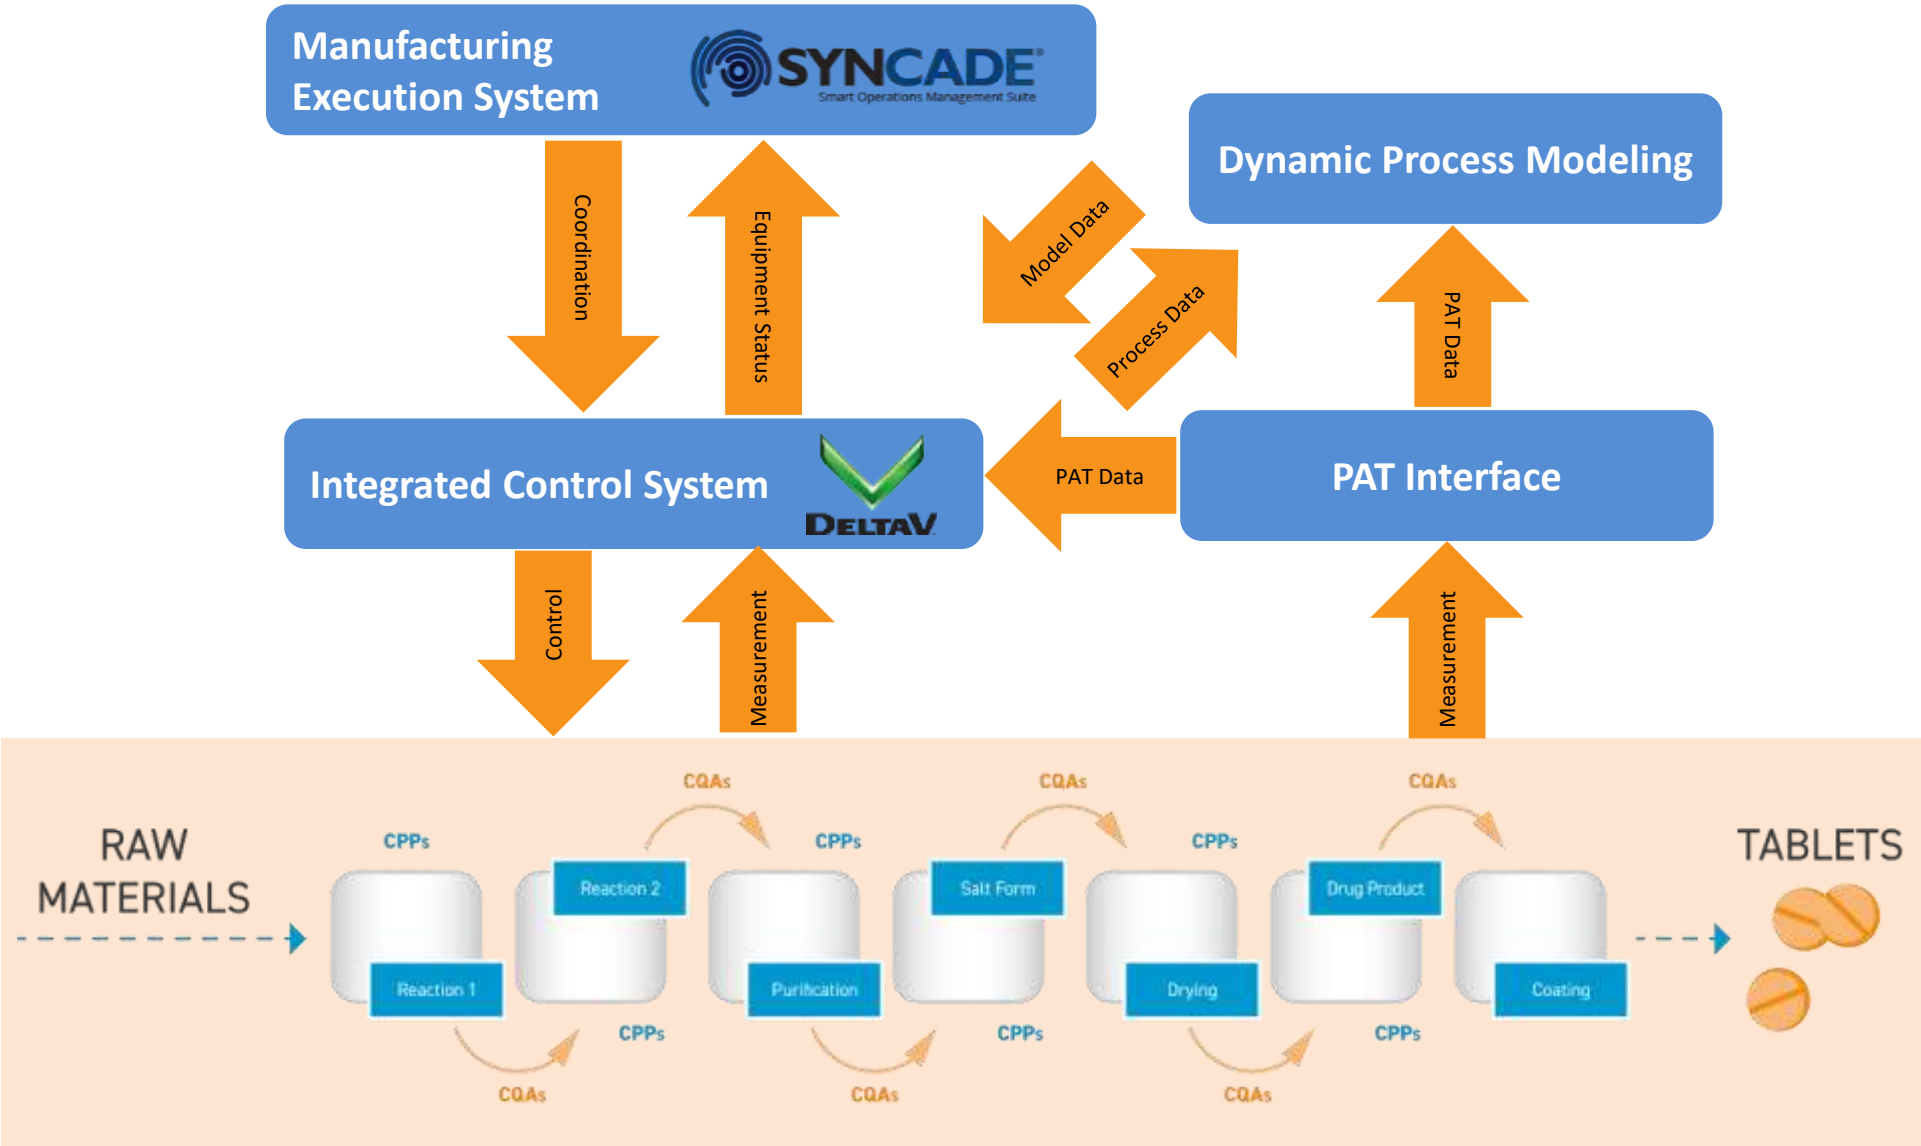 Manufacturing
Execution System
SYNCADE®
Smart Operations Management Suite
Dynamic Process Modeling
Coordination
Equipment Status
Model Data
Process Data
PAT Data
Integrated Control System
DELTAV
PAT Data
PAT Interface
Control
Measurement
Measurement
CQAs
CQAs
CQAs
RAW
MATERIALS
CPPs
CPPs
CPPs
TABLETS
Reaction 2
Salt Form
Drug Product
Reaction 1
Purification
Drying
Coating
CPPs
CPPs
CPPs
CQAs
CQAs
CQAs